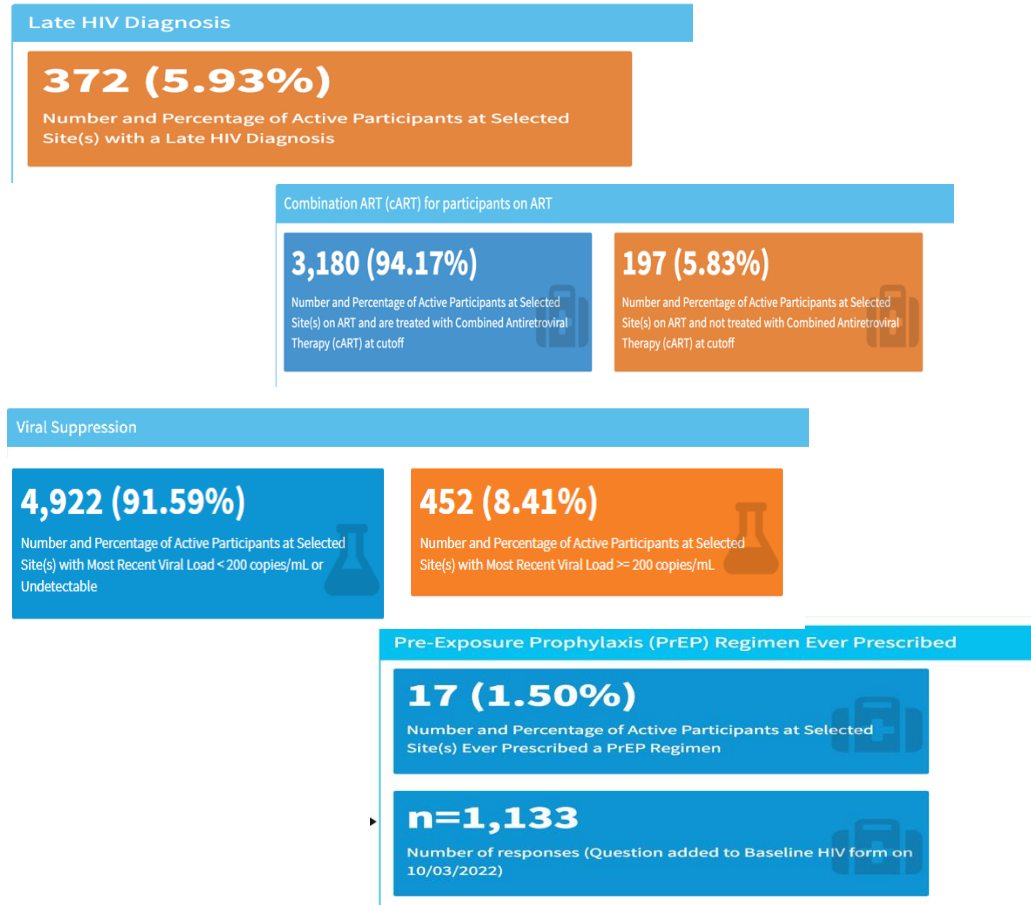 Late HIV Diagnosis
372 (5.93%)
Number and Percentage of Active Participants at Selected
Site(s) with a Late HIV Diagnosis
Combination ART (cART) for participants on ART
3,180 (94.17%)
Number and Percentage of Active Participants at Selected
Site(s) on ART and are treated with Combined Antiretroviral
Therapy (cART) at cutoff
197 (5.83%)
Number and Percentage of Active Participants at Selected
Site(s) on ART and not treated with Combined Antiretroviral
Therapy (cART) at cutoff
Viral Suppression
4,922 (91.59%)
Number and Percentage of Active Participants at Selected
Site(s) with Most Recent Viral Load < 200 copies/mL or
Undetectable
452 (8.41%)
Number and Percentage of Active Participants at Selected
Site(s) with Most Recent Viral Load >= 200 copies/mL
Pre-Exposure Prophylaxis (PrEP) Regimen Ever Prescribed
17 (1.50%)
Number and Percentage of Active Participants at Selected
Site(s) Ever Prescribed a PrEP Regimen
n=1,133
Number of responses (Question added to Baseline HIV form on
10/03/2022)